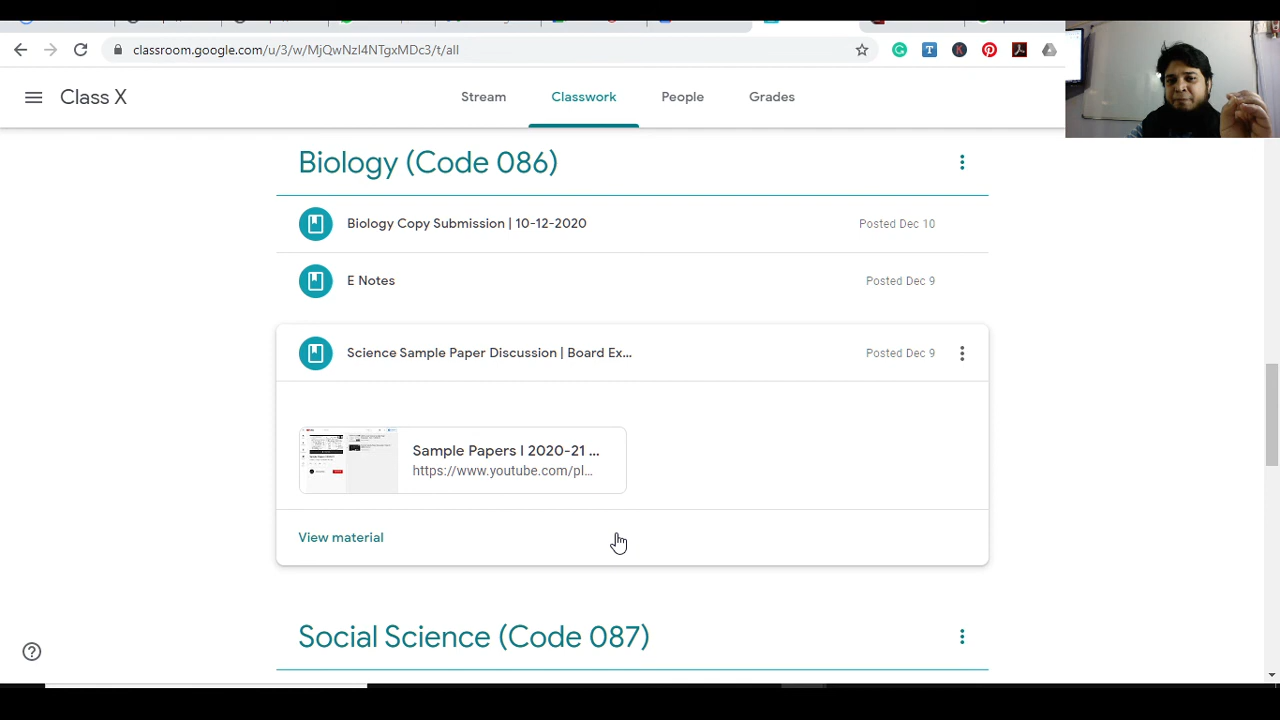 classroom.google.com/u/3/w/MjQwNzI4NTgxMDc3/t/all
Class X
Stream
Classwork
People
Grades
Biology (Code 086)
Biology Copy Submission | 10-12-2020
Posted Dec 10
E Notes
Posted Dec 9
Science Sample Paper Discussion | Board Ex...
Posted Dec 9
Sample Papers I 2020-21 ...
https://www.youtube.com/pl...
View material
Social Science (Code 087)